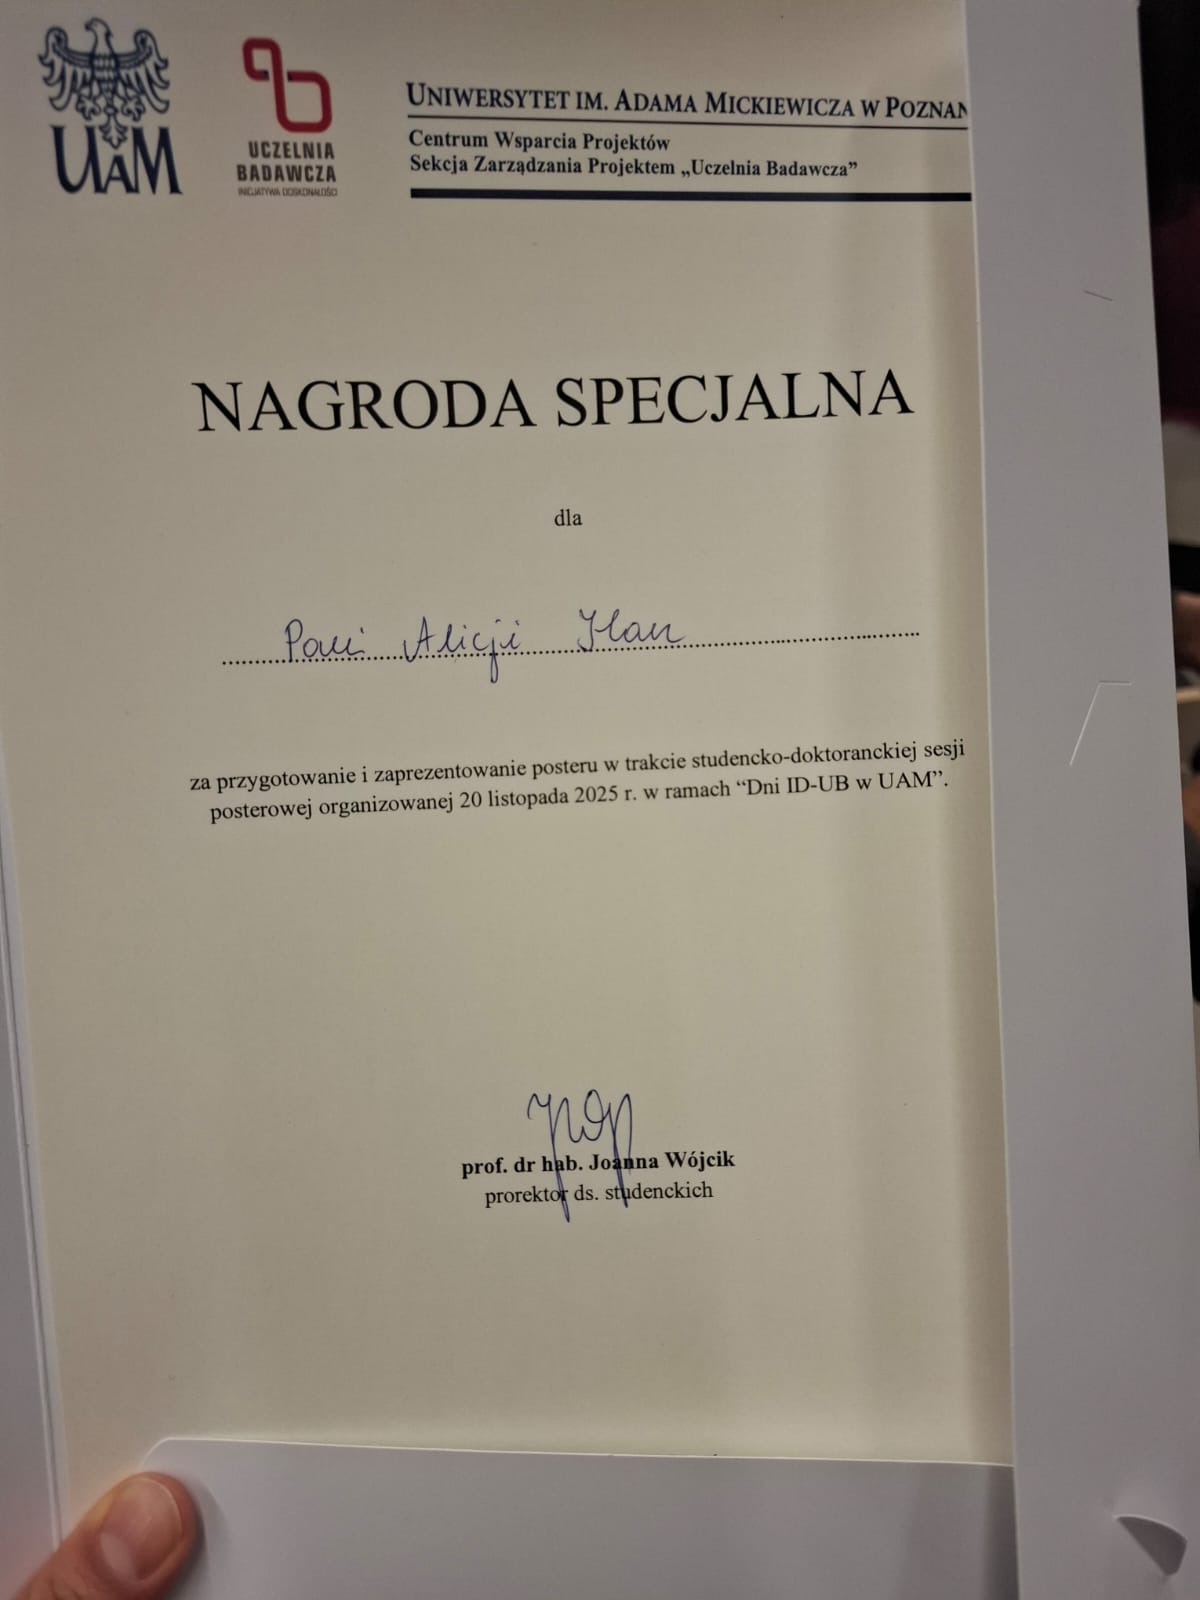 UAM
UCZELNIA
BADAWCZA
INICJATYWA DOSKONAŁOŚCI
UNIWERSYTET IM. ADAMA MICKIEWICZA W POZNAN
Centrum Wsparcia Projektów
Sekcja Zarządzania Projektem „Uczelnia Badawcza”
NAGRODA SPECJALNA
dla
Pani Alicji
za przygotowanie i zaprezentowanie posteru w trakcie studencko-doktoranckiej sesji
posterowej organizowanej 20 listopada 2025 r. w ramach “Dni ID-UB w UAM”.
prof. dr hab. Joanna Wójcik
prorektor ds. studenckich